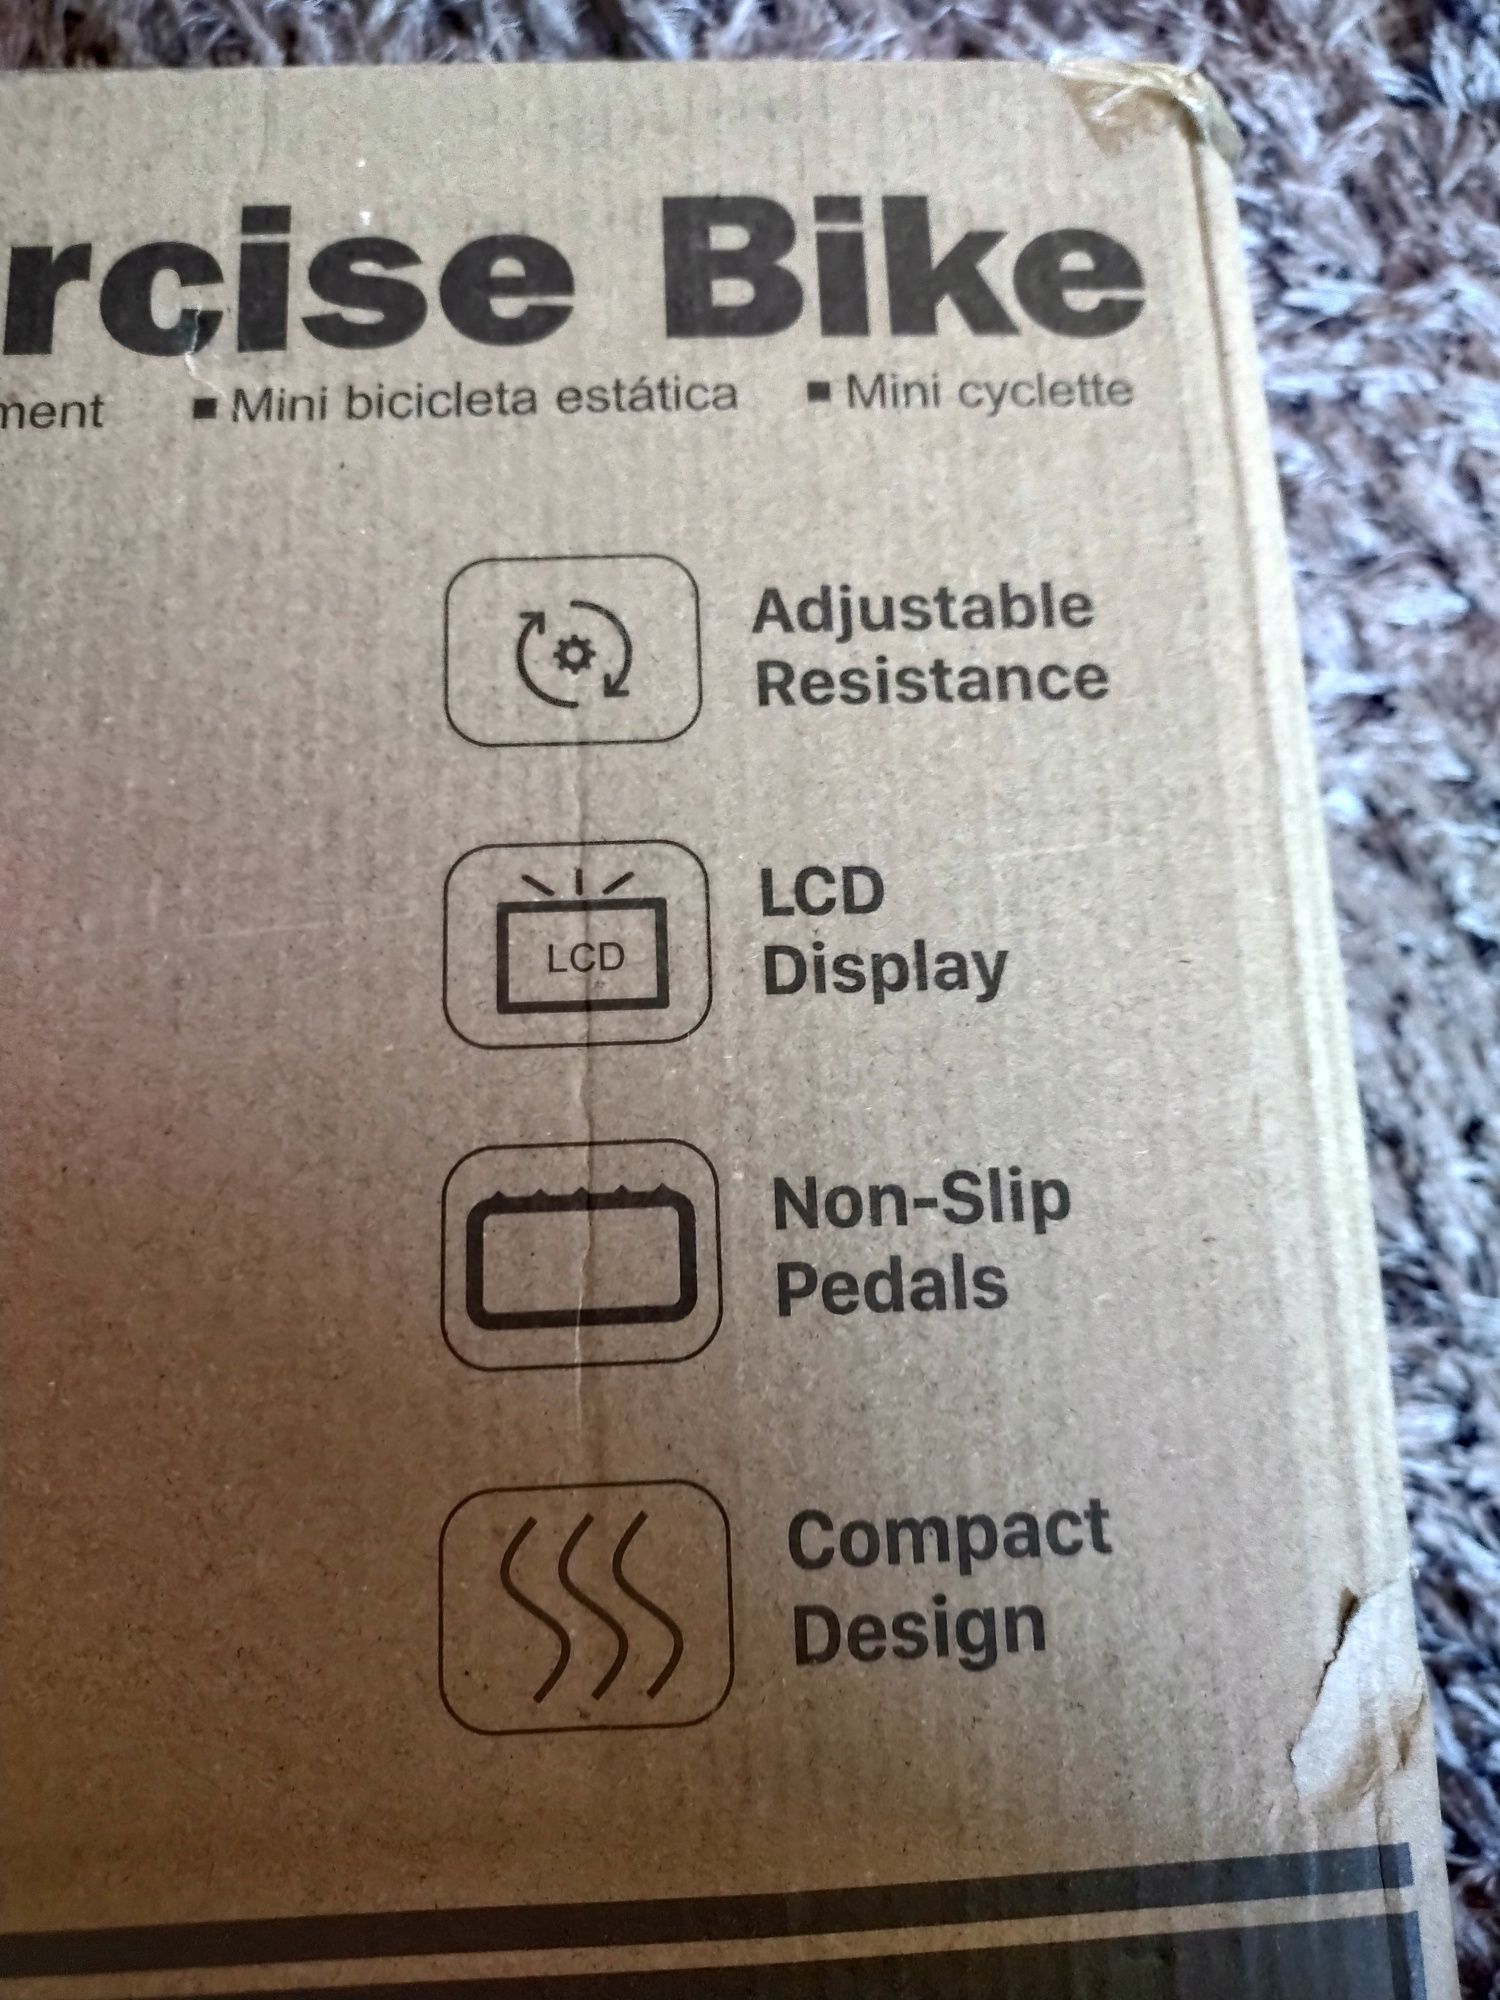 rcise Bike
ment ▪ Mini bicicleta estática ▪ Mini cyclette
Adjustable
Resistance
LCD
LCD
Display
Non-Slip
Pedals
Compact
Design